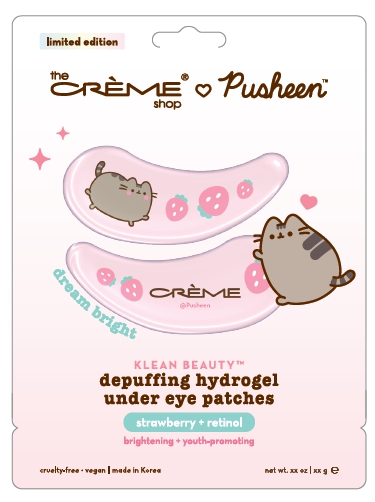 limited edition
the
CRÈME® ♡ Pusheen™
shop
CRÈME
@Pusheen
dream bright
KLEAN BEAUTY™
depuffing hydrogel
under eye patches
strawberry + retinol
brightening + youth-promoting
cruelty-free • vegan | made in Korea
net wt. xx oz | xx g ℮